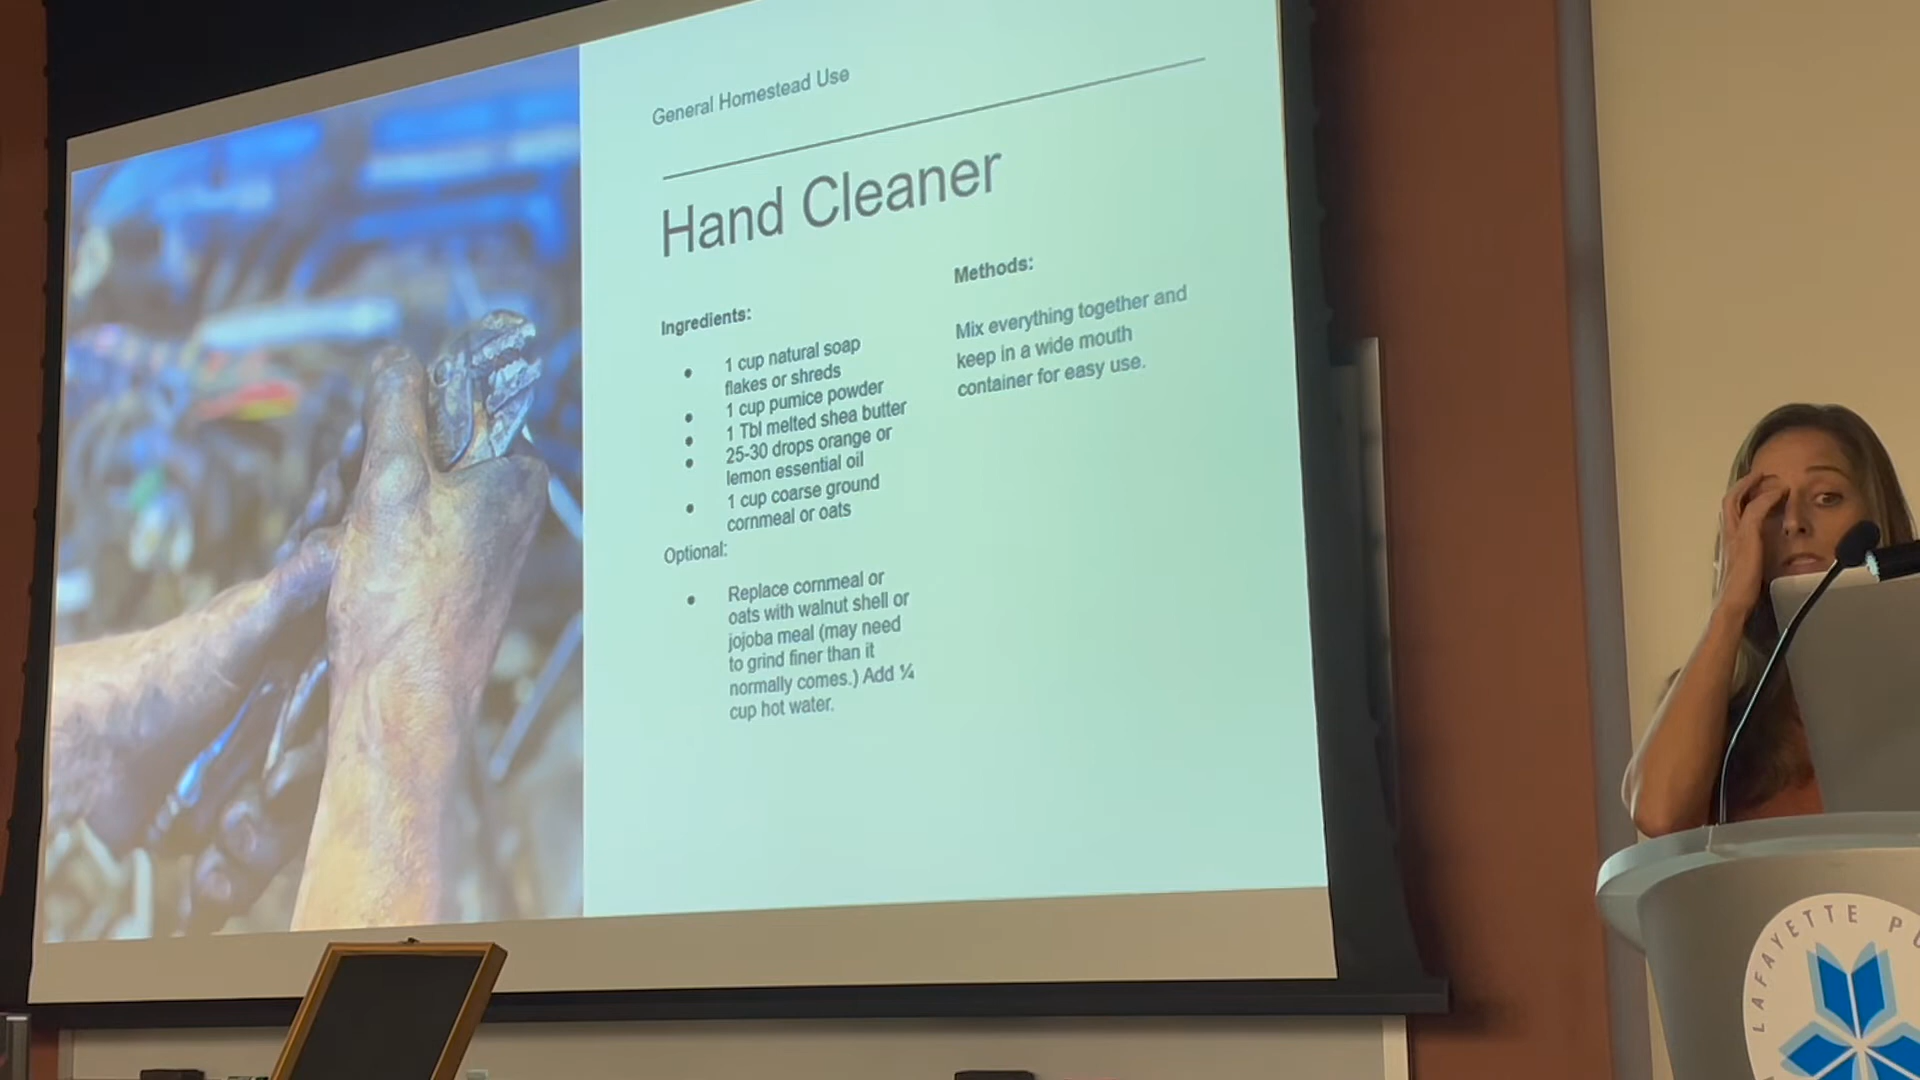 General Homestead Use
Hand Cleaner
Ingredients:
• 1 cup natural soap
flakes or shreds
• 1 cup pumice powder
• 1 Tbl melted shea butter
• 25-30 drops orange or
lemon essential oil
• 1 cup coarse ground
cornmeal or oats
Optional:
• Replace cornmeal or
oats with walnut shell or
jojoba meal (may need
to grind finer than it
normally comes.) Add ¼
cup hot water.
Methods:
Mix everything together and
keep in a wide mouth
container for easy use.
LAFAYETTE PU